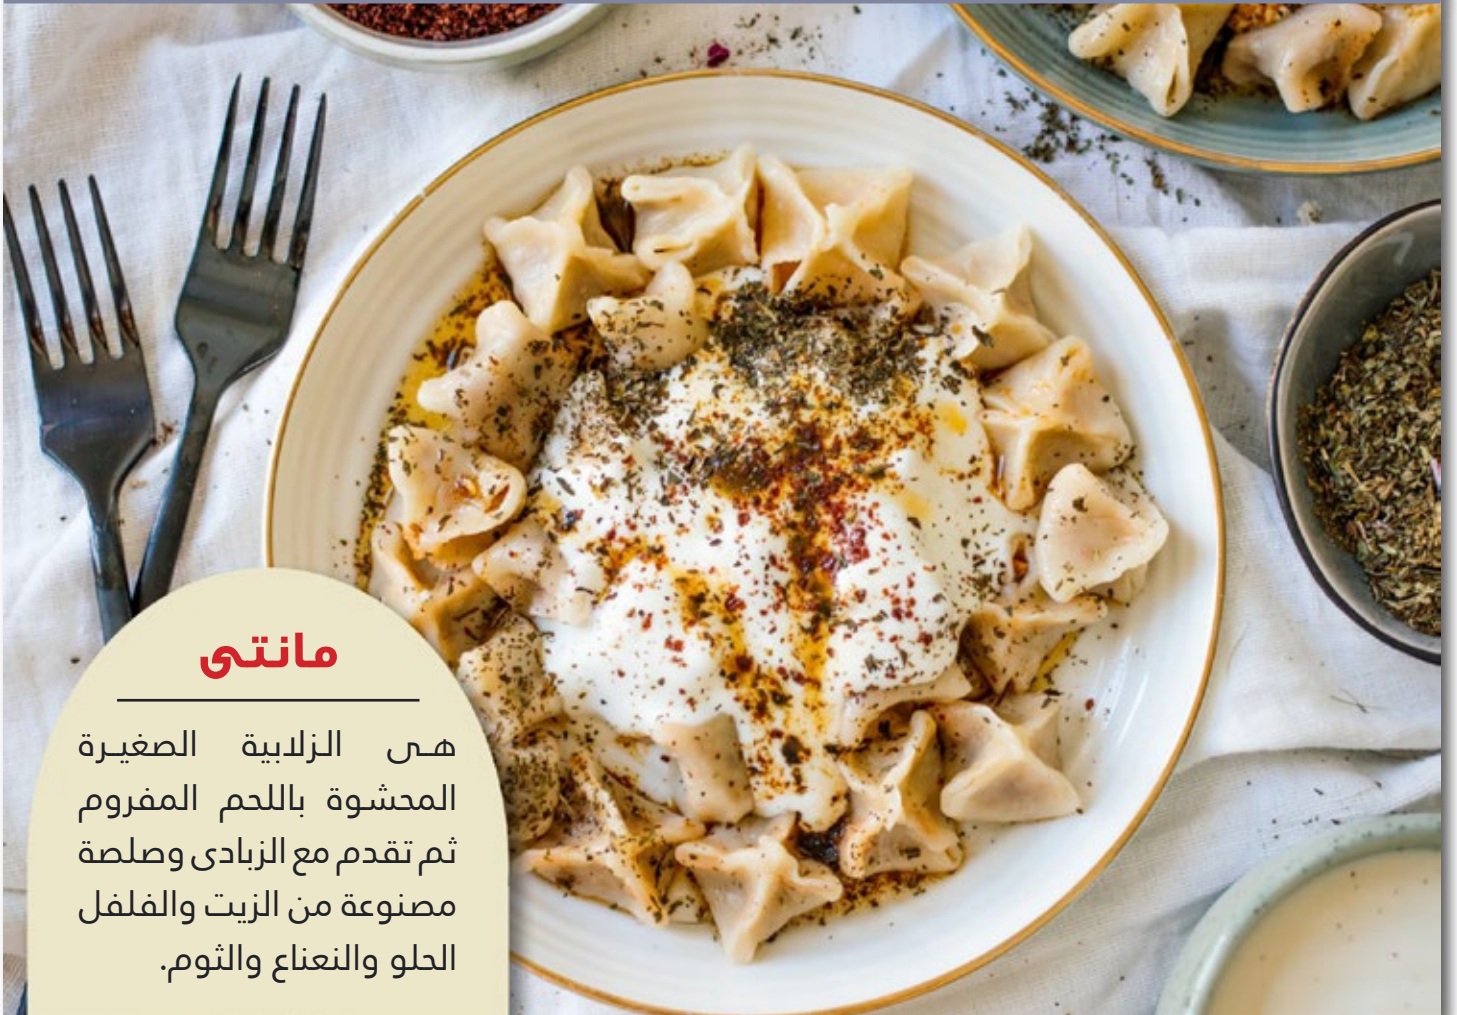 مانتى
هى الزلابية الصغيرة
المحشوة باللحم المفروم
ثم تقدم مع الزبادى وصلصة
مصنوعة من الزيت والفلفل
الحلو والنعناع والثوم.